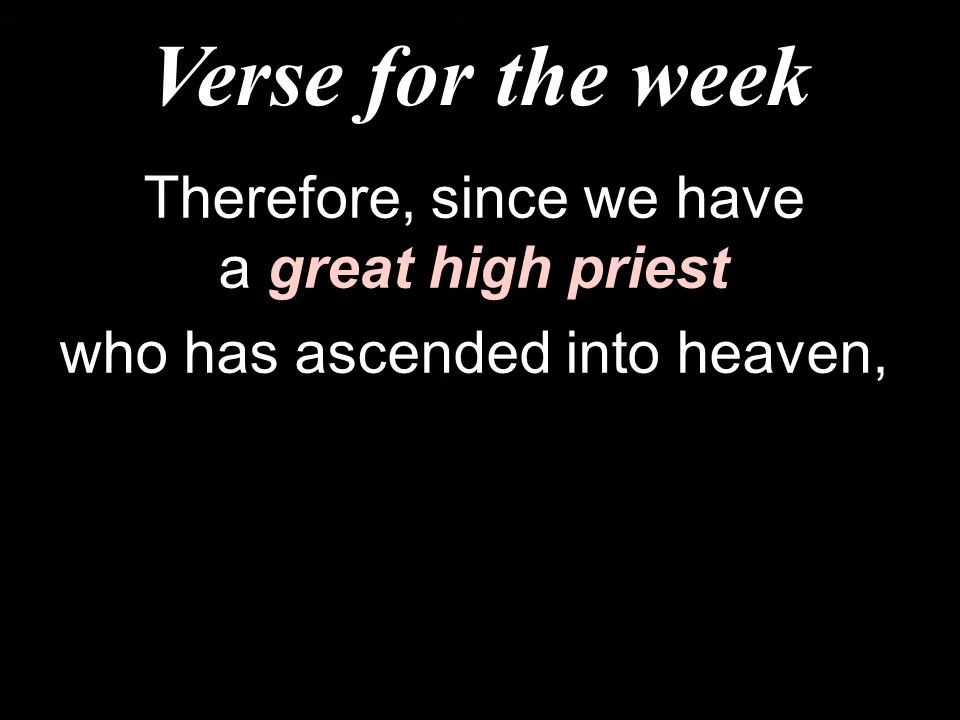 Verse for the week
Therefore, since we have
a great high priest
who has ascended into heaven,